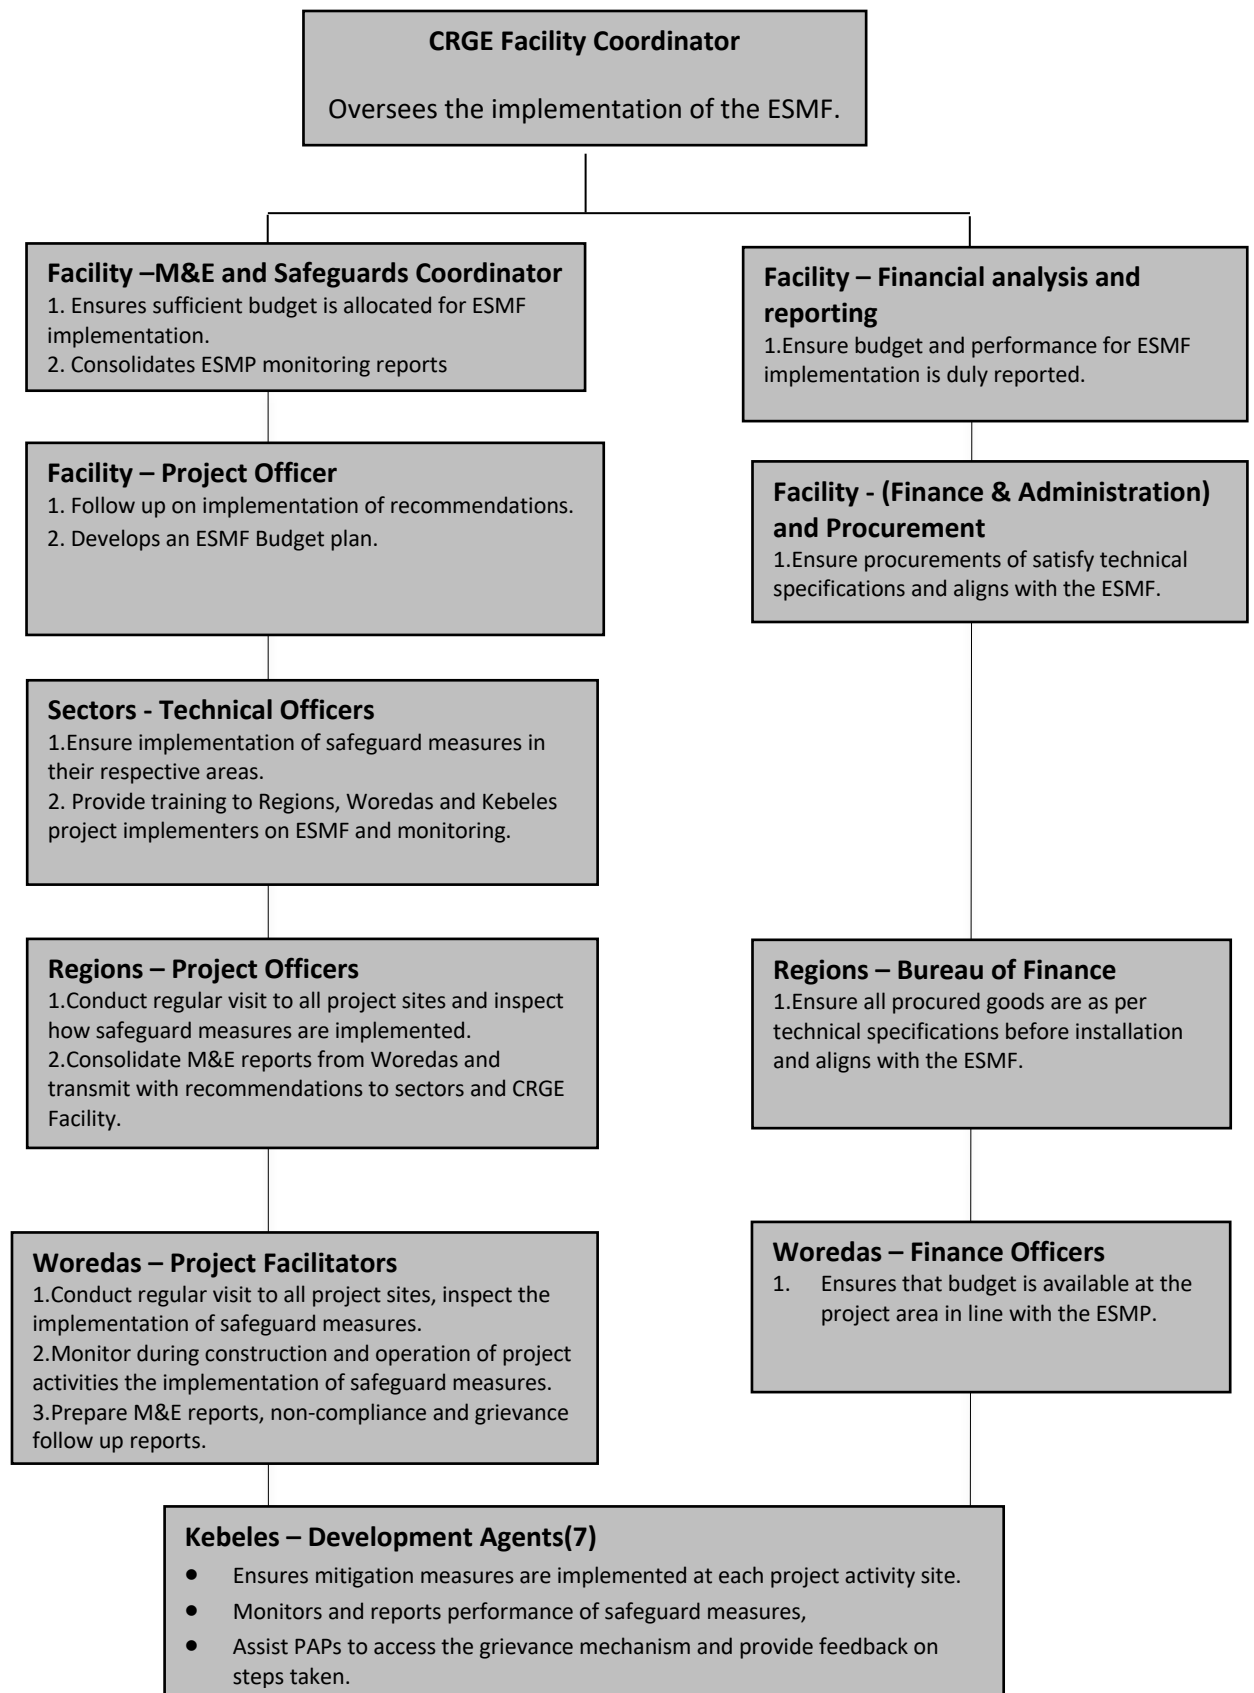 CRGE Facility Coordinator
Oversees the implementation of the ESMF.
Facility –M&E and Safeguards Coordinator
1. Ensures sufficient budget is allocated for ESMF
implementation.
2. Consolidates ESMP monitoring reports
Facility – Financial analysis and
reporting
1.Ensure budget and performance for ESMF
implementation is duly reported.
Facility – Project Officer
1. Follow up on implementation of recommendations.
2. Develops an ESMF Budget plan.
Facility - (Finance & Administration)
and Procurement
1.Ensure procurements of satisfy technical
specifications and aligns with the ESMF.
Sectors - Technical Officers
1.Ensure implementation of safeguard measures in
their respective areas.
2. Provide training to Regions, Woredas and Kebeles
project implementers on ESMF and monitoring.
Regions – Project Officers
1.Conduct regular visit to all project sites and inspect
how safeguard measures are implemented.
2.Consolidate M&E reports from Woredas and
transmit with recommendations to sectors and CRGE
Facility.
Regions – Bureau of Finance
1.Ensure all procured goods are as per
technical specifications before installation
and aligns with the ESMF.
Woredas – Project Facilitators
1.Conduct regular visit to all project sites, inspect the
implementation of safeguard measures.
2.Monitor during construction and operation of project
activities the implementation of safeguard measures.
3.Prepare M&E reports, non-compliance and grievance
follow up reports.
Woredas – Finance Officers
1. Ensures that budget is available at the
project area in line with the ESMP.
Kebeles – Development Agents(7)
• Ensures mitigation measures are implemented at each project activity site.
• Monitors and reports performance of safeguard measures,
• Assist PAPs to access the grievance mechanism and provide feedback on
steps taken.